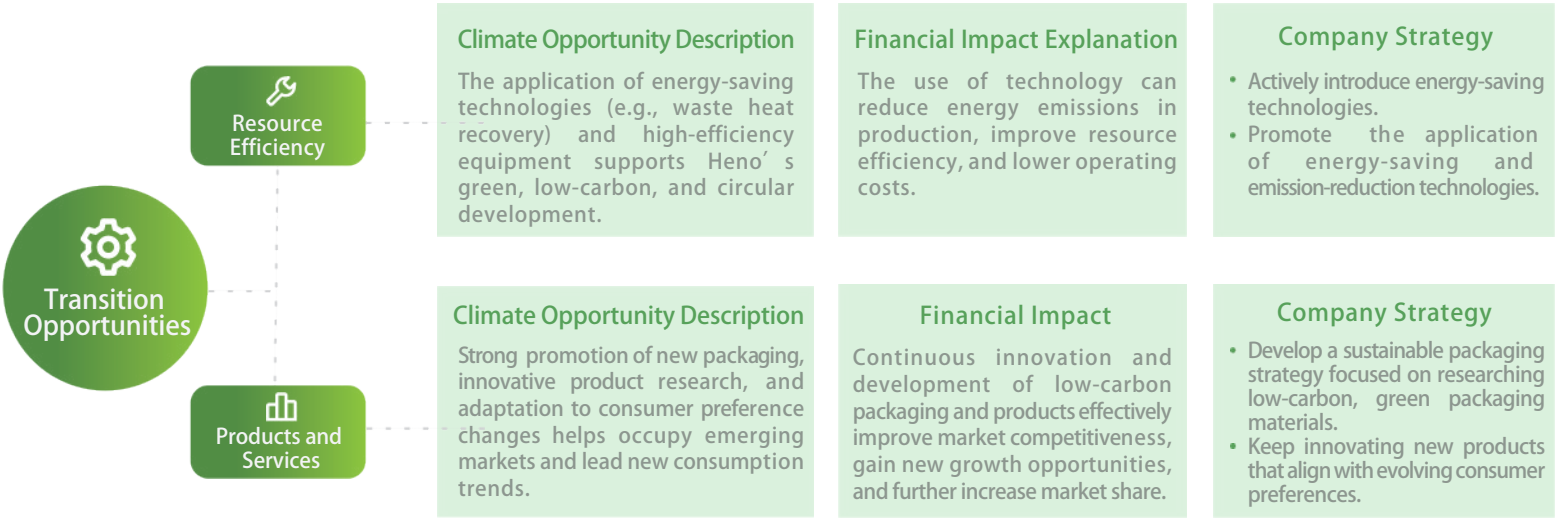 Transition
Opportunities
Resource
Efficiency
Climate Opportunity Description
The application of energy-saving
technologies (e.g., waste heat
recovery) and high-efficiency
equipment supports Heno′s
green, low-carbon, and circular
development.
Financial Impact Explanation
The use of technology can
reduce energy emissions in
production, improve resource
efficiency, and lower operating
costs.
Company Strategy
• Actively introduce energy-saving
technologies.
• Promote the application
of energy-saving and
emission-reduction technologies.
Products and
Services
Climate Opportunity Description
Strong promotion of new packaging,
innovative product research, and
adaptation to consumer preference
changes helps occupy emerging
markets and lead new consumption
trends.
Financial Impact
Continuous innovation and
development of low-carbon
packaging and products effectively
improve market competitiveness,
gain new growth opportunities,
and further increase market share.
Company Strategy
• Develop a sustainable packaging
strategy focused on researching
low-carbon, green packaging
materials.
• Keep innovating new products
that align with evolving consumer
preferences.